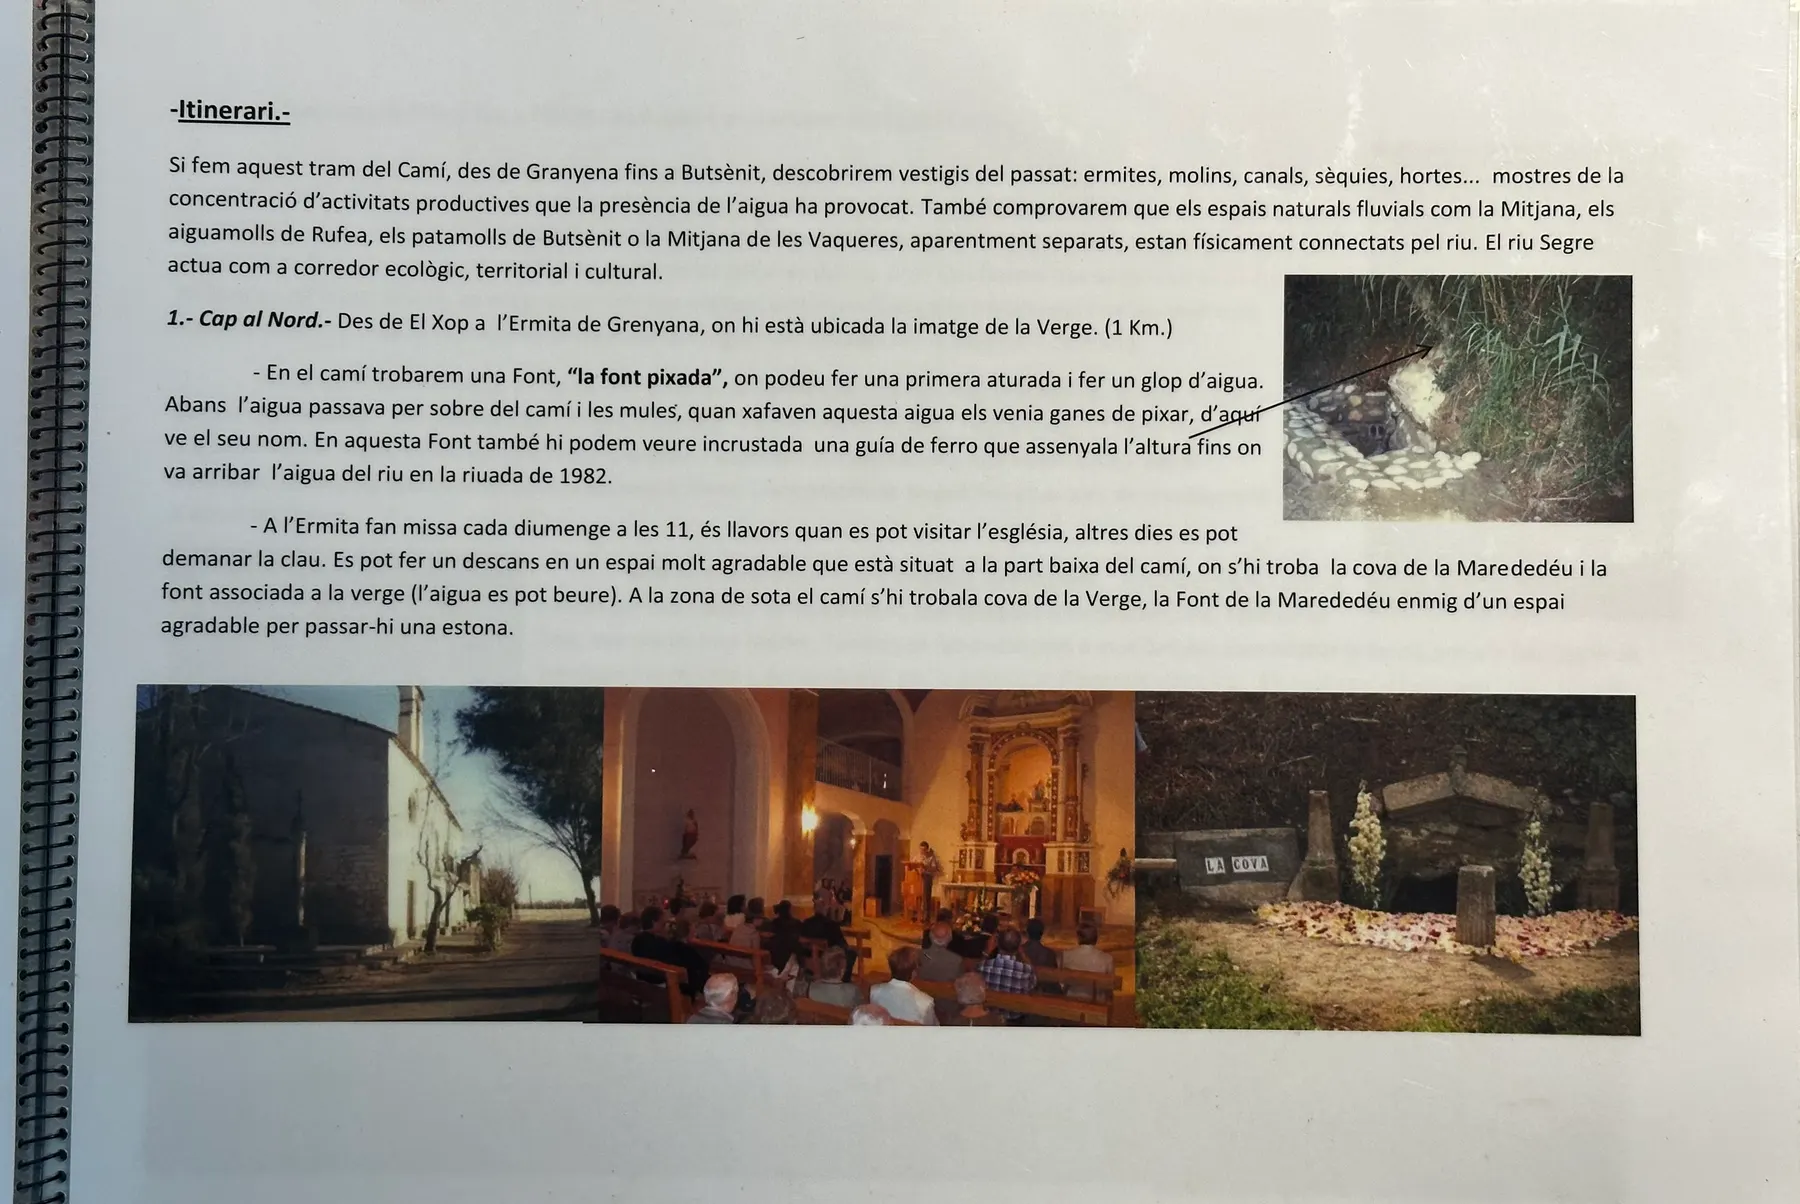 -Itinerari.-
Si fem aquest tram del Camí, des de Granyena fins a Butsènit, descobrirem vestigis del passat: ermites, molins, canals, sèquies, hortes... mostres de la
concentració d'activitats productives que la presència de l'aigua ha provocat. També comprovarem que els espais naturals fluvials com la Mitjana, els
aiguamolls de Rufea, els patamolls de Butsènit o la Mitjana de les Vaqueres, aparentment separats, estan físicament connectats pel riu. El riu Segre
actua com a corredor ecològic, territorial i cultural.
1.- Cap al Nord.- Des de El Xop a l'Ermita de Grenyana, on hi està ubicada la imatge de la Verge. (1 Km.)
- En el camí trobarem una Font, “la font pixada”, on podeu fer una primera aturada i fer un glop d'aigua.
Abans l'aigua passava per sobre del camí i les mules, quan xafaven aquesta aigua els venia ganes de pixar, d'aquí
ve el seu nom. En aquesta Font també hi podem veure incrustada una guía de ferro que assenyala l'altura fins on
va arribar l'aigua del riu en la riuada de 1982.
- A l'Ermita fan missa cada diumenge a les 11, és llavors quan es pot visitar l'església, altres dies es pot
demanar la clau. Es pot fer un descans en un espai molt agradable que està situat a la part baixa del camí, on s'hi troba la cova de la Marededéu i la
font associada a la verge (l'aigua es pot beure). A la zona de sota el camí s'hi trobala cova de la Verge, la Font de la Marededéu enmig d'un espai
agradable per passar-hi una estona.
LA COVA